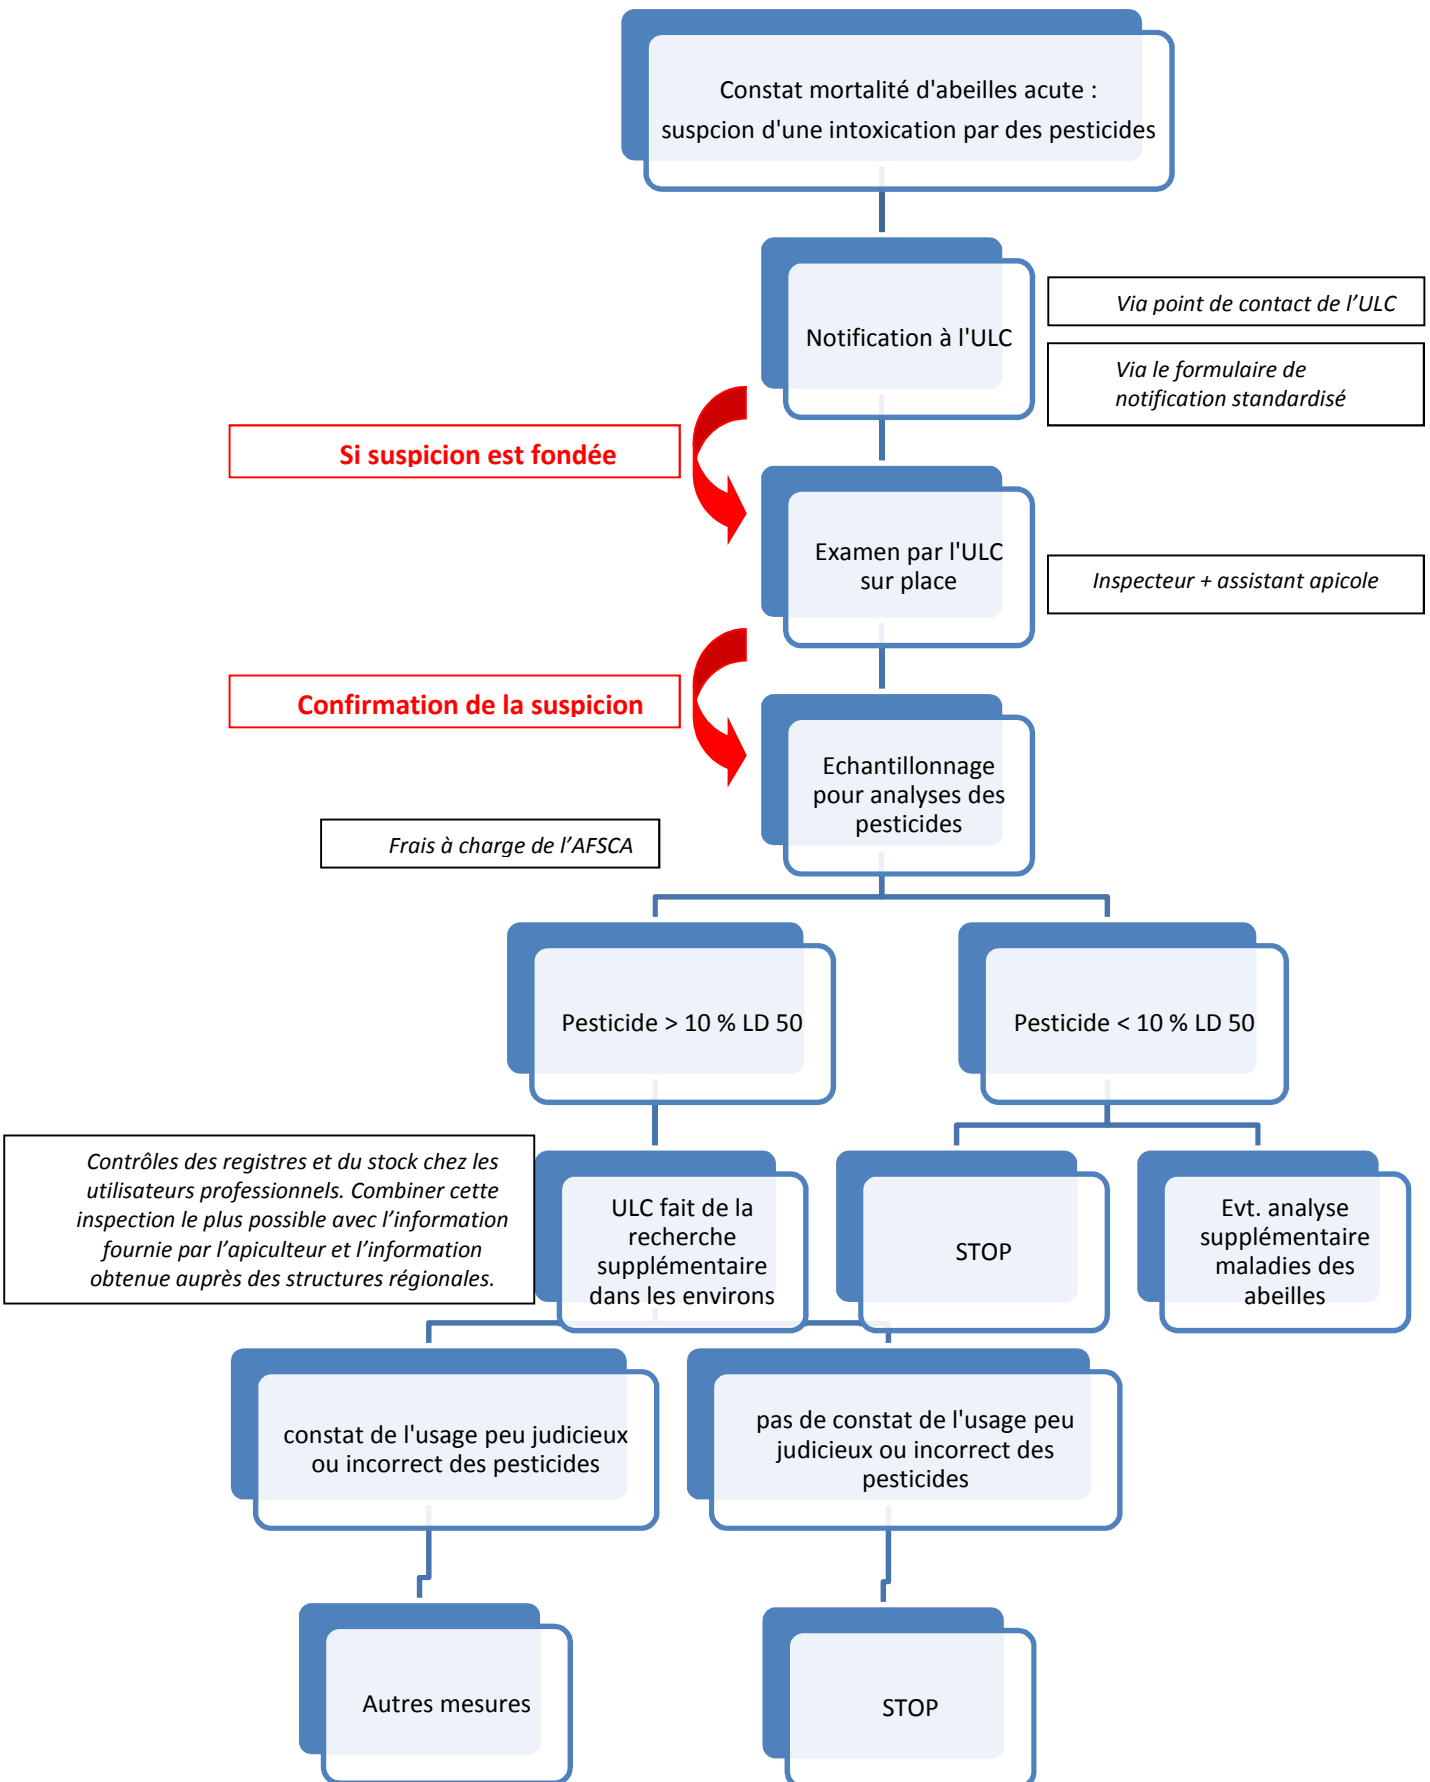 Constat mortalité d'abeilles acute :
suspcion d'une intoxication par des pesticides
Notification à l'ULC
Via point de contact de l’ULC
Via le formulaire de
notification standardisé
Si suspicion est fondée
Examen par l'ULC
sur place
Inspecteur + assistant apicole
Confirmation de la suspicion
Echantillonnage
pour analyses des
pesticides
Frais à charge de l’AFSCA
Pesticide > 10 % LD 50
Pesticide < 10 % LD 50
Contrôles des registres et du stock chez les
utilisateurs professionnels. Combiner cette
inspection le plus possible avec l’information
fournie par l’apiculteur et l’information
obtenue auprès des structures régionales.
ULC fait de la
recherche
supplémentaire
dans les environs
STOP
Evt. analyse
supplémentaire
maladies des
abeilles
constat de l'usage peu judicieux
ou incorrect des pesticides
pas de constat de l'usage peu
judicieux ou incorrect des
pesticides
Autres mesures
STOP